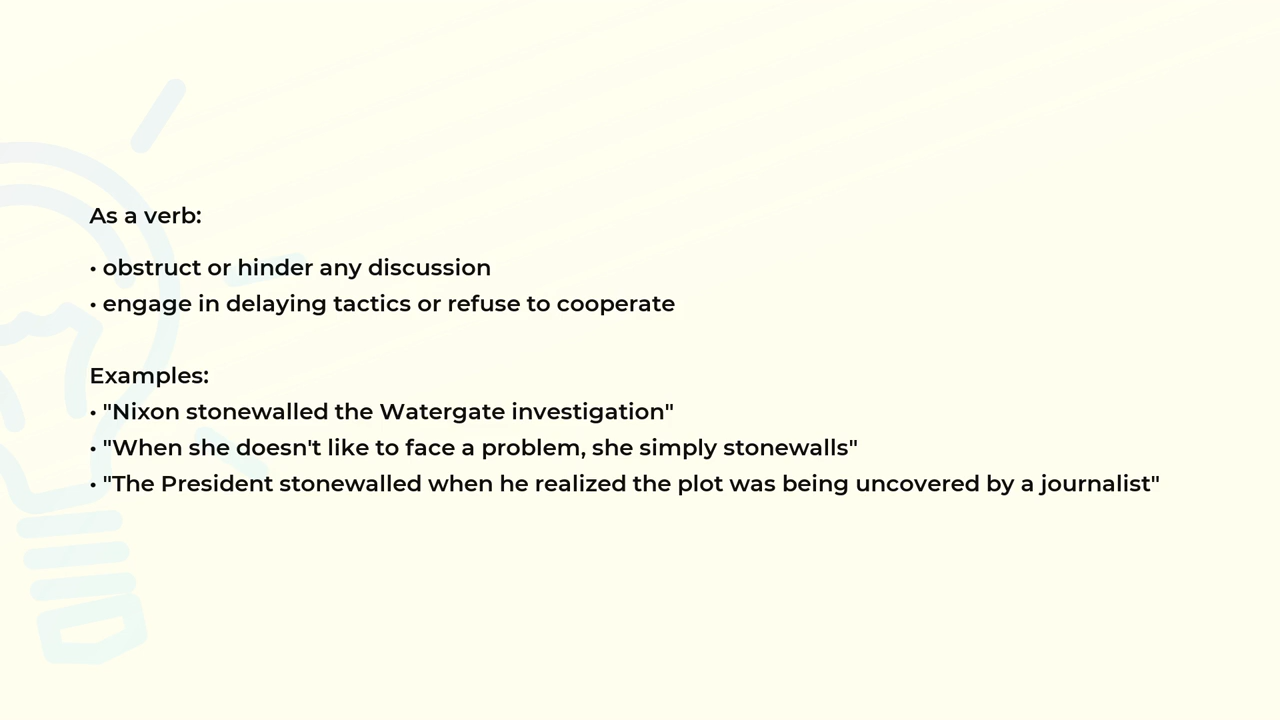 As a verb:
• obstruct or hinder any discussion
• engage in delaying tactics or refuse to cooperate
Examples:
• "Nixon stonewalled the Watergate investigation"
• "When she doesn't like to face a problem, she simply stonewalls"
• "The President stonewalled when he realized the plot was being uncovered by a journalist"